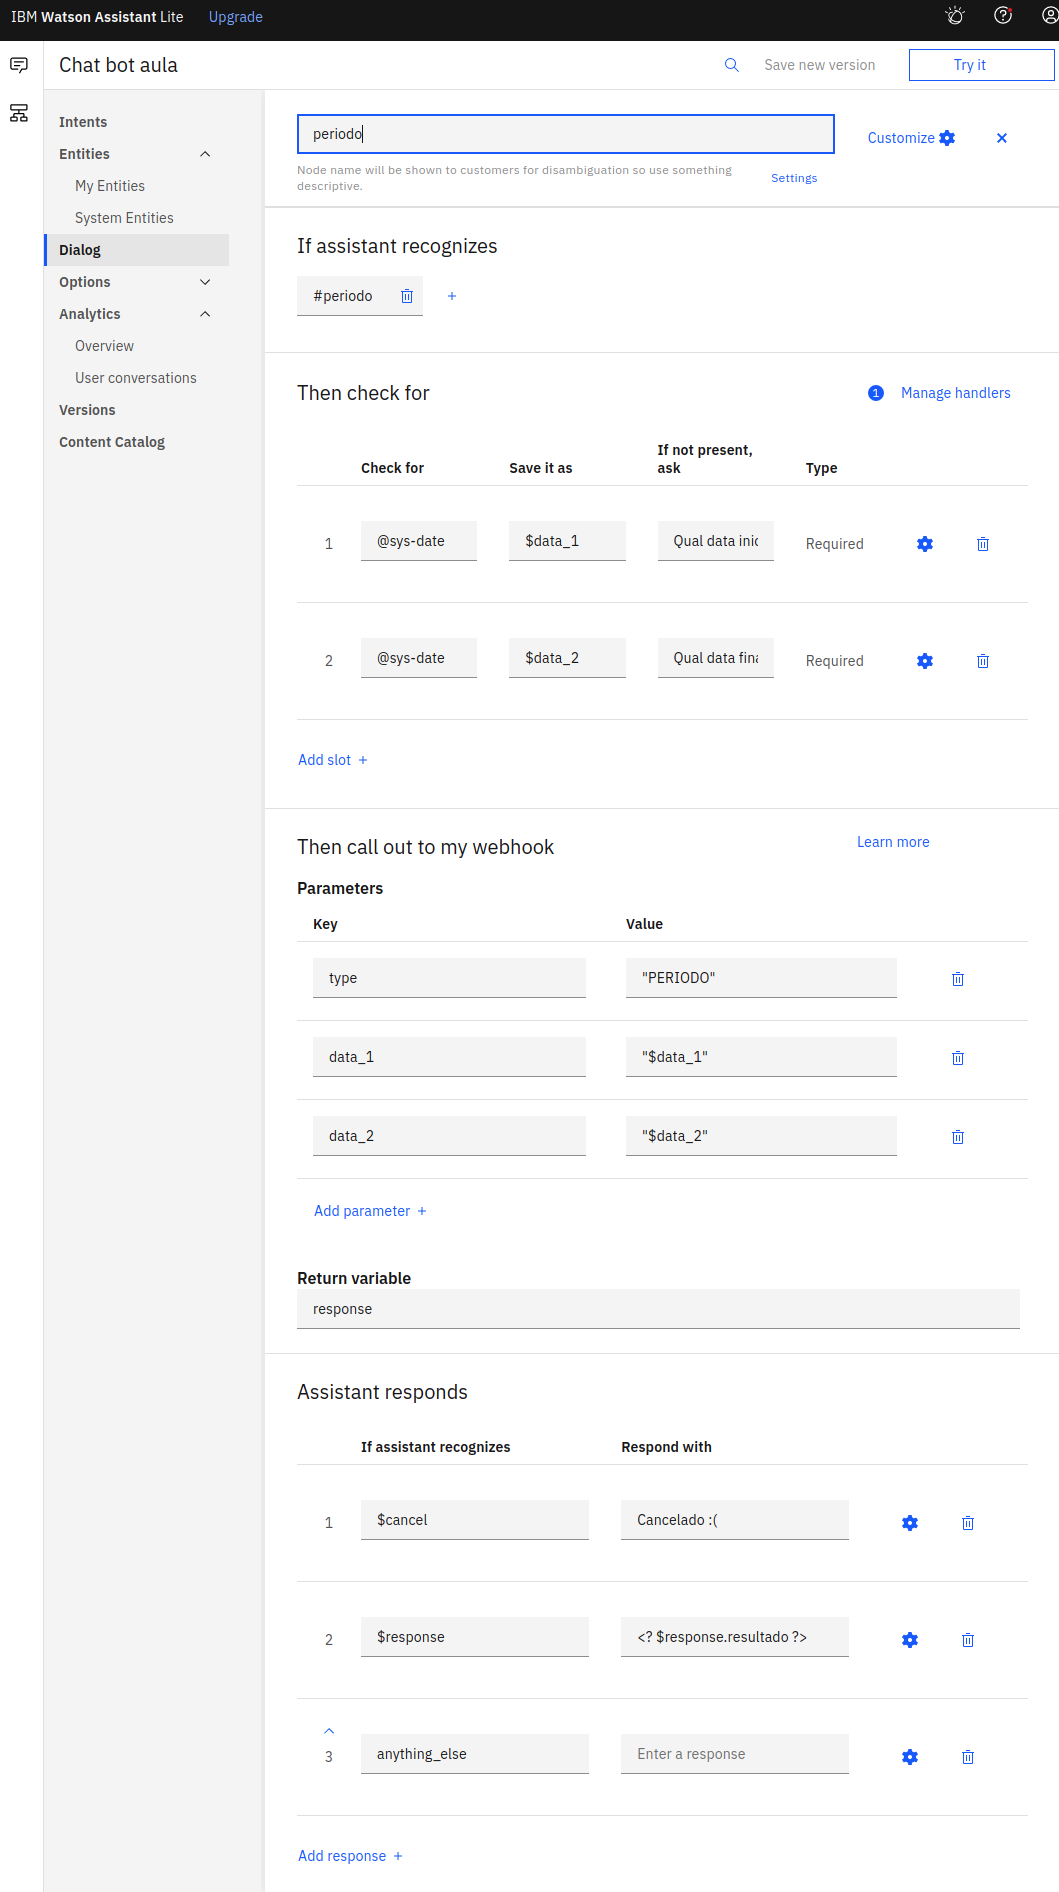 IBM Watson Assistant Lite Upgrade
Chat bot aula
Save new version
Try it
Intents
Entities
My Entities
System Entities
Dialog
Options
Analytics
Overview
User conversations
Versions
Content Catalog
periodo
Customize
Node name will be shown to customers for disambiguation so use something
descriptive.
Settings
If assistant recognizes
#periodo
Then check for
1 Manage handlers
Check for Save it as If not present, ask Type
1 @sys-date $data_1 Qual data Required
2 @sys-date $data_2 Qual data Required
Add slot +
Then call out to my webhook
Learn more
Parameters
Key Value
type "PERIODO"
data_1 "$data_1"
data_2 "$data_2"
Add parameter +
Return variable
response
Assistant responds
If assistant recognizes Respond with
1 $cancel Cancelado :(
2 $response <? $response.resultado ?>
3 anything_else Enter a response
Add response +